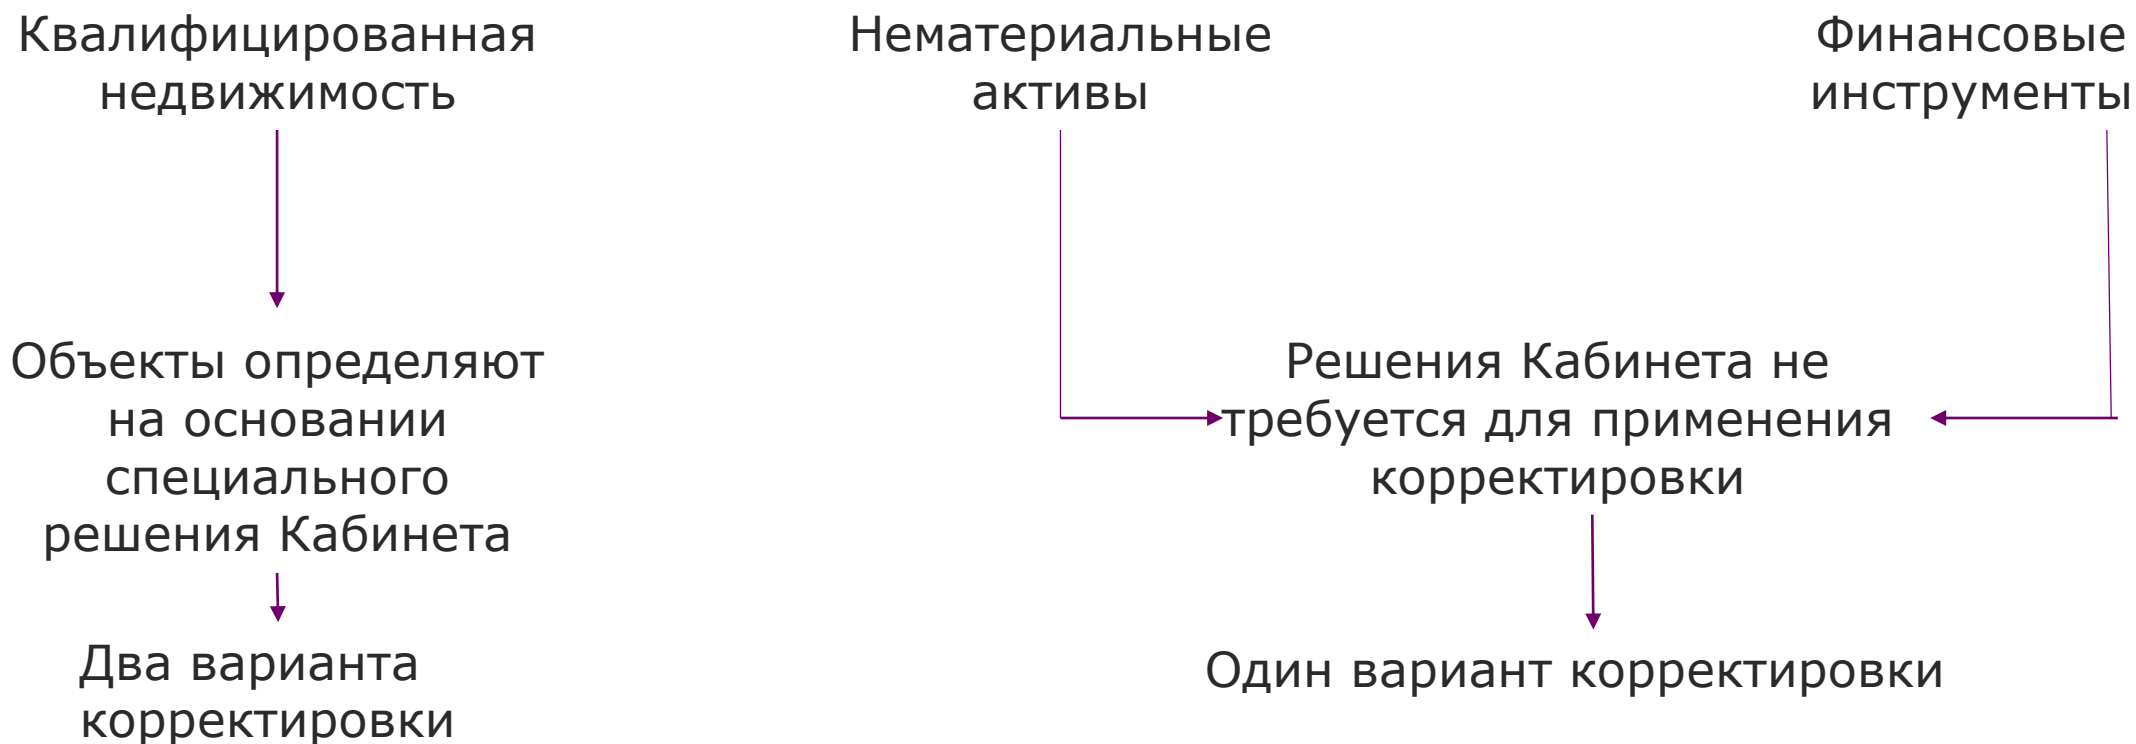 Квалифицированная
недвижимость
Нематериальные
активы
Финансовые
инструменты
Объекты определяют
на основании
специального
решения Кабинета
Решения Кабинета не
требуется для применения
корректировки
Два варианта
корректировки
Один вариант корректировки